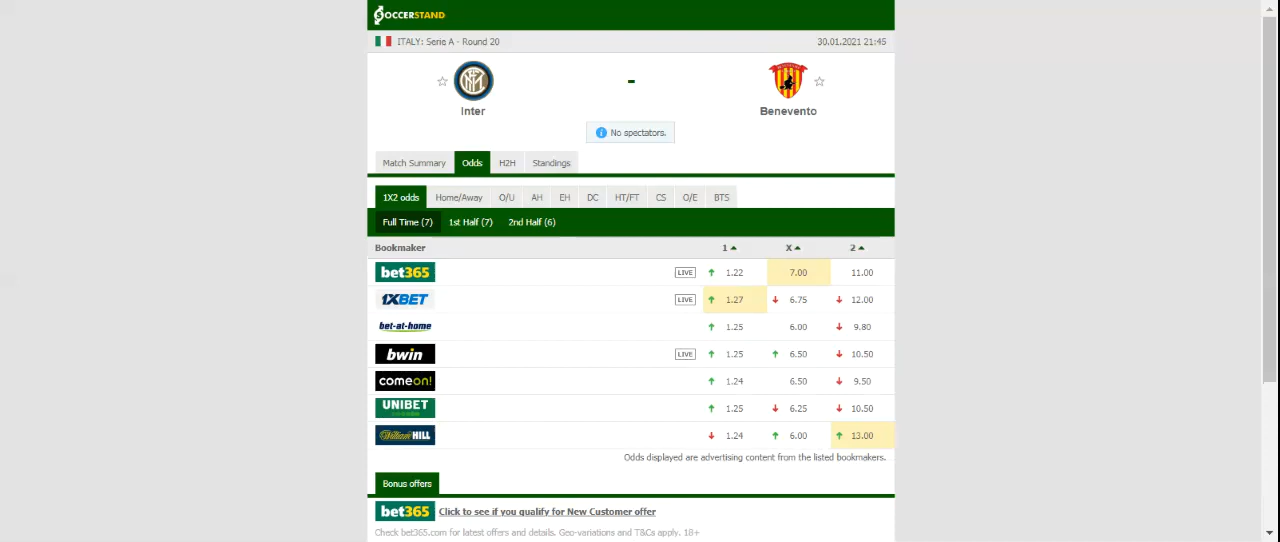 SOCCERSTAND
ITALY: Serie A - Round 20 30.01.2021 21:45
-
Inter Benevento
No spectators.
Match Summary Odds H2H Standings
1X2 odds Home/Away O/U AH EH DC HT/FT CS O/E BTS
Full Time (7) 1st Half (7) 2nd Half (6)
Bookmaker 1 X 2
bet365 LIVE 1.22 7.00 11.00
1XBET LIVE 1.27 6.75 12.00
bet-at-home 1.25 6.00 9.80
bwin LIVE 1.25 6.50 10.50
comeon! 1.24 6.50 9.50
UNIBET 1.25 6.25 10.50
William HILL 1.24 6.00 13.00
Odds displayed are advertising content from the listed bookmakers.
Bonus offers
bet365 Click to see if you qualify for New Customer offer
Check bet365.com for latest offers and details. Geo-variations and T&Cs apply. 18+